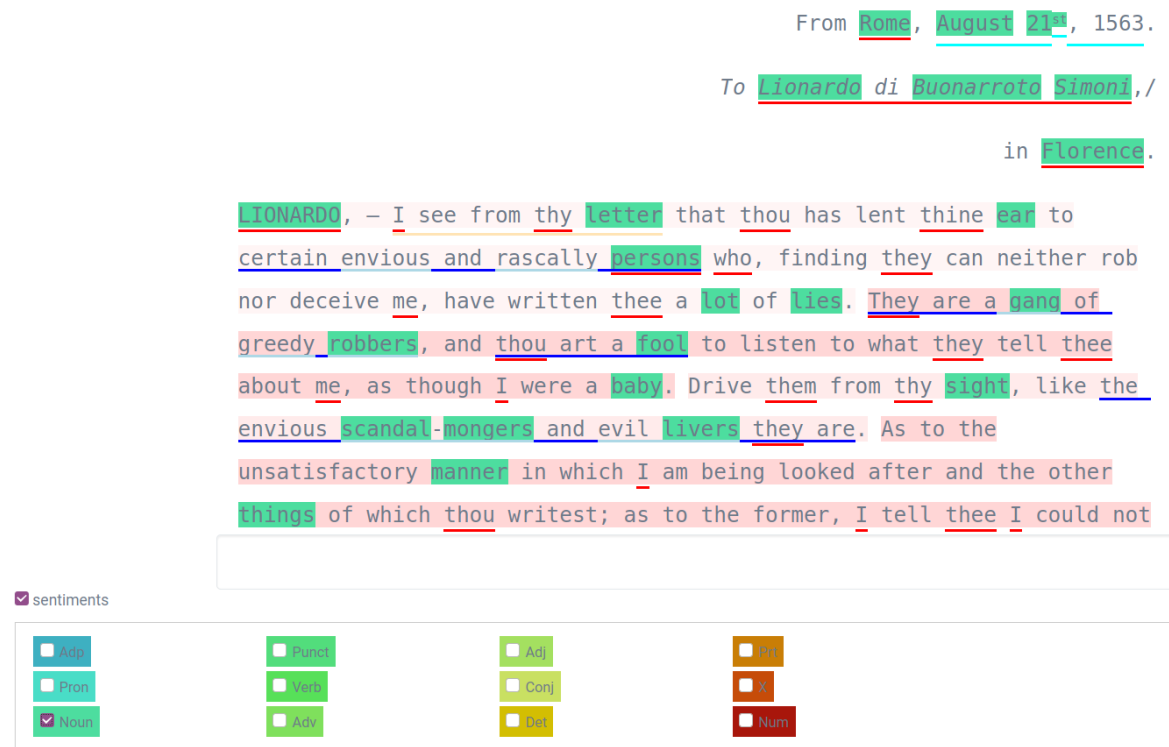 From Rome, August 21st, 1563.
To Lionardo di Buonarroto Simoni,/
in Florence.
LIONARDO, — I see from thy letter that thou has lent thine ear to
certain envious and rascally persons who, finding they can neither rob
nor deceive me, have written thee a lot of lies. They are a gang of
greedy robbers, and thou art a fool to listen to what they tell thee
about me, as though I were a baby. Drive them from thy sight, like the
envious scandal-mongers and evil livers they are. As to the
unsatisfactory manner in which I am being looked after and the other
things of which thou writest; as to the former, I tell thee I could not
sentiments
Adp Punct Adj Prt
Pron Verb Conj X
Noun Adv Det Num